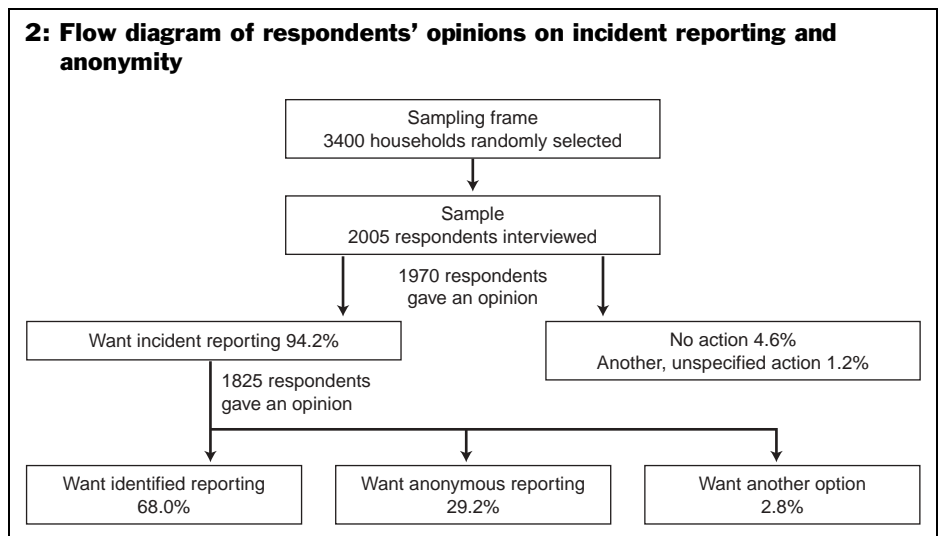 2: Flow diagram of respondents’ opinions on incident reporting and
anonymity
Sampling frame
3400 households randomly selected
Sample
2005 respondents interviewed
1970 respondents
gave an opinion
Want incident reporting 94.2%
No action 4.6%
Another, unspecified action 1.2%
1825 respondents
gave an opinion
Want identified reporting
68.0%
Want anonymous reporting
29.2%
Want another option
2.8%